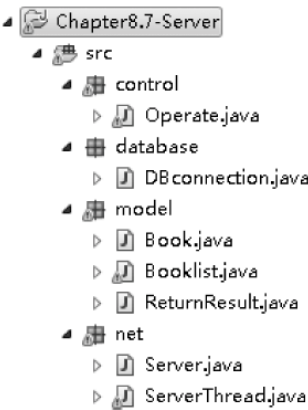 Chapter8.7-Server
src
control
Operate.java
database
DBconnection.java
model
Book.java
Booklist.java
ReturnResult.java
net
Server.java
ServerThread.java